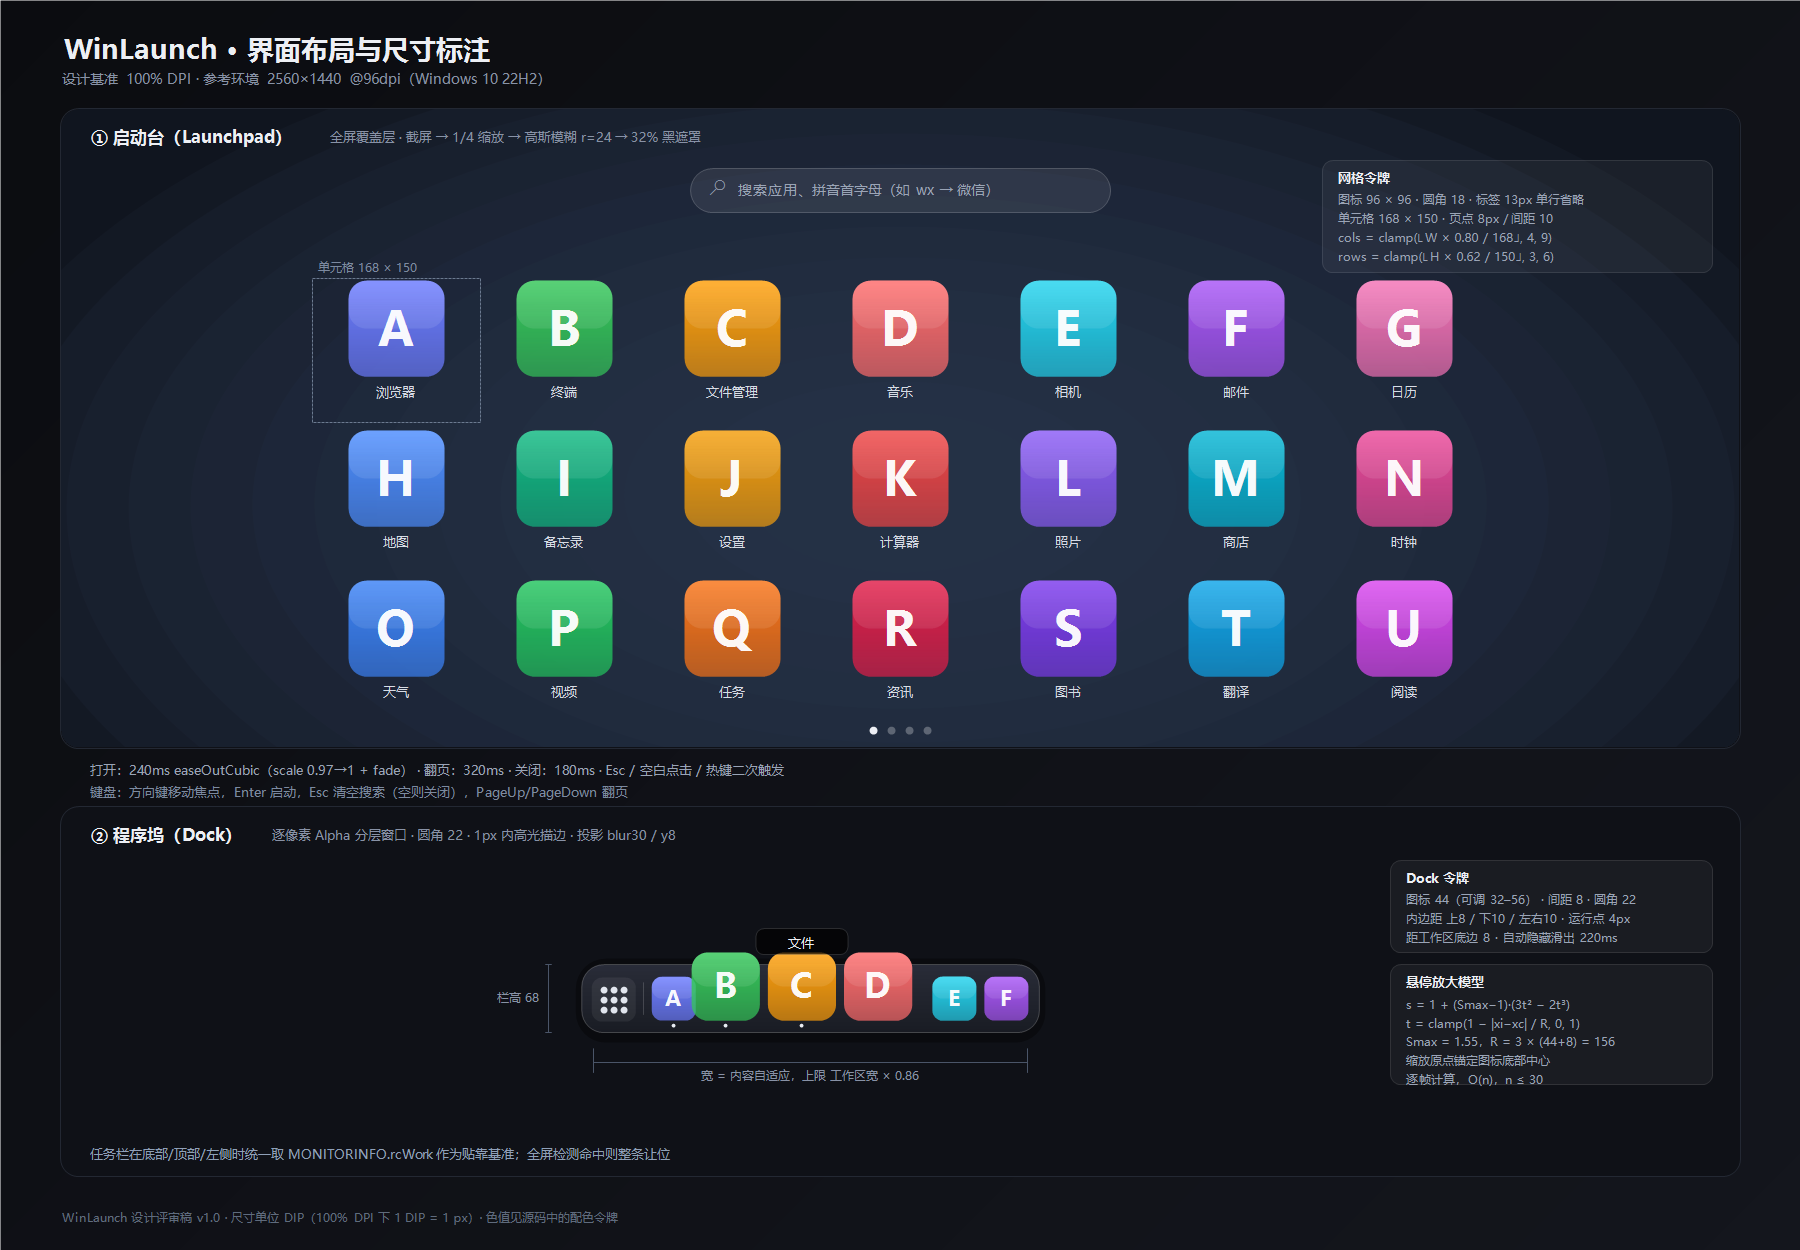 WinLaunch • 界面布局与尺寸标注
设计基准 100% DPI · 参考环境 2560×1440 @96dpi（Windows 10 22H2）
① 启动台（Launchpad）
全屏覆盖层 · 截屏 → 1/4 缩放 → 高斯模糊 r=24 → 32% 黑遮罩
搜索应用、拼音首字母（如 wx → 微信）
网格令牌
图标 96 × 96 · 圆角 18 · 标签 13px 单行省略
单元格 168 × 150 · 页点 8px / 间距 10
cols = clamp(⌊W × 0.80 / 168⌋, 4, 9)
rows = clamp(⌊H × 0.62 / 150⌋, 3, 6)
单元格 168 × 150
A B C D E F G
浏览器 终端 文件管理 音乐 相机 邮件 日历
H I J K L M N
地图 备忘录 设置 计算器 照片 商店 时钟
O P Q R S T U
天气 视频 任务 资讯 图书 翻译 阅读
打开：240ms easeOutCubic（scale 0.97→1 + fade） · 翻页：320ms · 关闭：180ms · Esc / 空白点击 / 热键二次触发
键盘：方向键移动焦点，Enter 启动，Esc 清空搜索（空则关闭），PageUp/PageDown 翻页
② 程序坞（Dock）
逐像素 Alpha 分层窗口 · 圆角 22 · 1px 内高光描边 · 投影 blur30 / y8
Dock 令牌
图标 44（可调 32–56） · 间距 8 · 圆角 22
内边距 上8 / 下10 / 左右10 · 运行点 4px
距工作区底边 8 · 自动隐藏滑出 220ms
文件
栏高 68
A B C D E F
宽 = 内容自适应，上限 工作区宽 × 0.86
悬停放大模型
s = 1 + (Smax−1)·(3t² − 2t³)
t = clamp(1 − |xi−xc| / R, 0, 1)
Smax = 1.55，R = 3 × (44+8) = 156
缩放原点锚定图标底部中心
逐帧计算，O(n)，n ≤ 30
任务栏在底部/顶部/左侧时统一取 MONITORINFO.rcWork 作为贴靠基准；全屏检测命中则整条让位
WinLaunch 设计评审稿 v1.0 · 尺寸单位 DIP（100% DPI 下 1 DIP = 1 px） · 色值见源码中的配色令牌